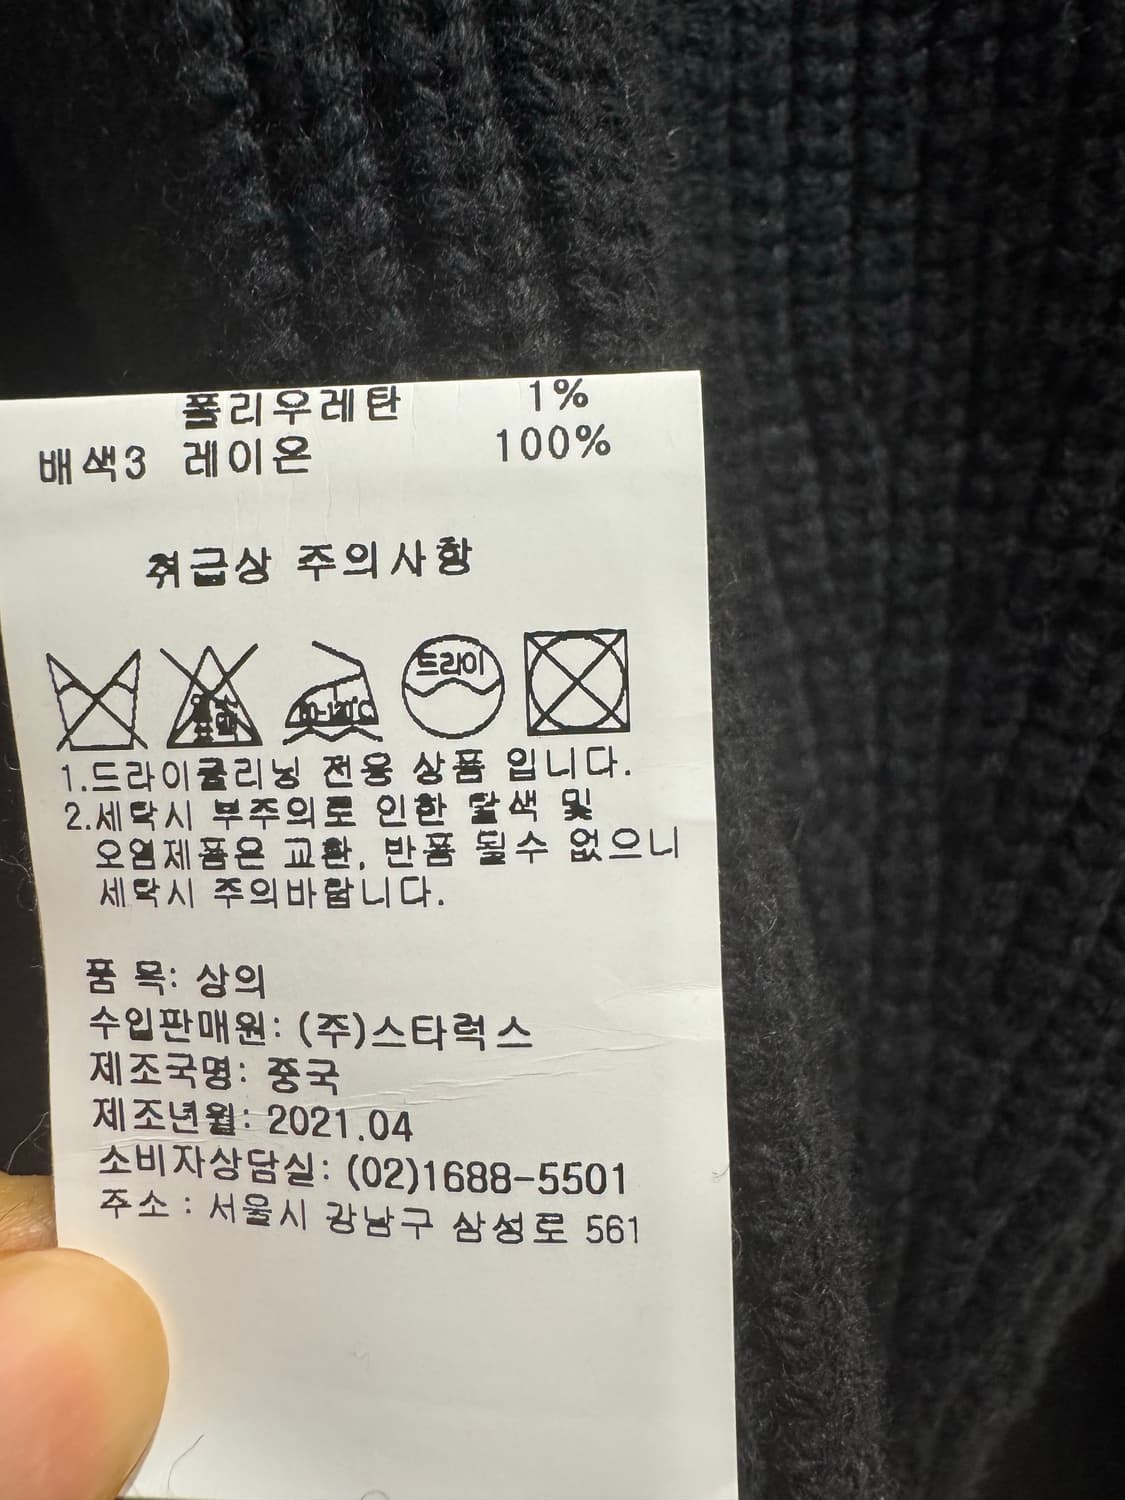 폴리우레탄 1%
배색3 레이온 100%
취급상 주의사항
드라이
1.드라이클리닝 전용 상품 입니다.
2.세탁시 부주의로 인한 탈색 및
오염제품은 교환, 반품 될수 없으니
세탁시 주의바랍니다.
품 목: 상의
수입판매원: (주)스타럭스
제조국명: 중국
제조년월: 2021.04
소비자상담실: (02)1688-5501
주소 : 서울시 강남구 삼성로 561